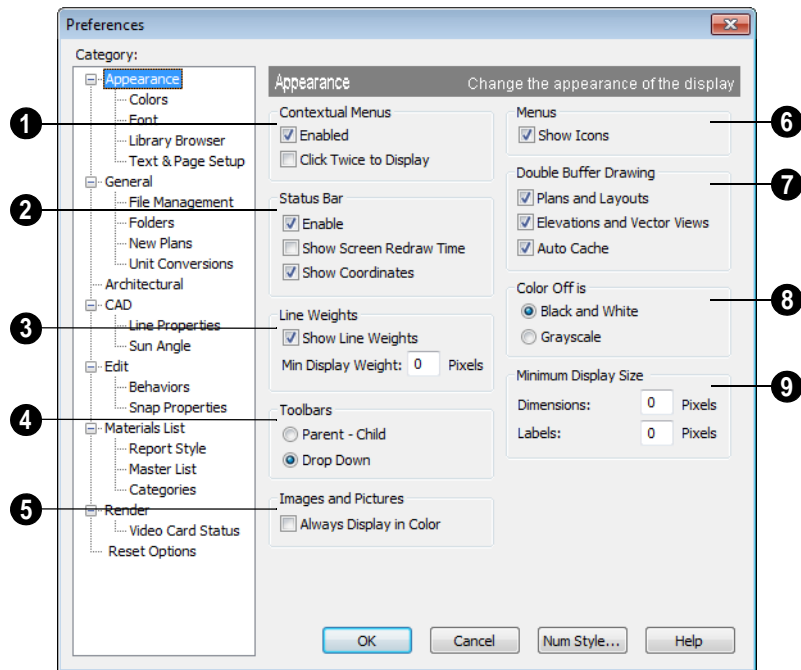 Preferences
Category:
Appearance
Colors
Font
Library Browser
Text & Page Setup
General
File Management
Folders
New Plans
Unit Conversions
Architectural
CAD
Line Properties
Sun Angle
Edit
Behaviors
Snap Properties
Materials List
Report Style
Master List
Categories
Render
Video Card Status
Reset Options
Appearance Change the appearance of the display
1
Contextual Menus
Enabled
Click Twice to Display
2
Status Bar
Enable
Show Screen Redraw Time
Show Coordinates
3
Line Weights
Show Line Weights
Min Display Weight: 0 Pixels
4
Toolbars
Parent - Child
Drop Down
5
Images and Pictures
Always Display in Color
Menus
6
Show Icons
Double Buffer Drawing
7
Plans and Layouts
Elevations and Vector Views
Auto Cache
Color Off is
8
Black and White
Grayscale
Minimum Display Size
9
Dimensions: 0 Pixels
Labels: 0 Pixels
OK Cancel Num Style... Help